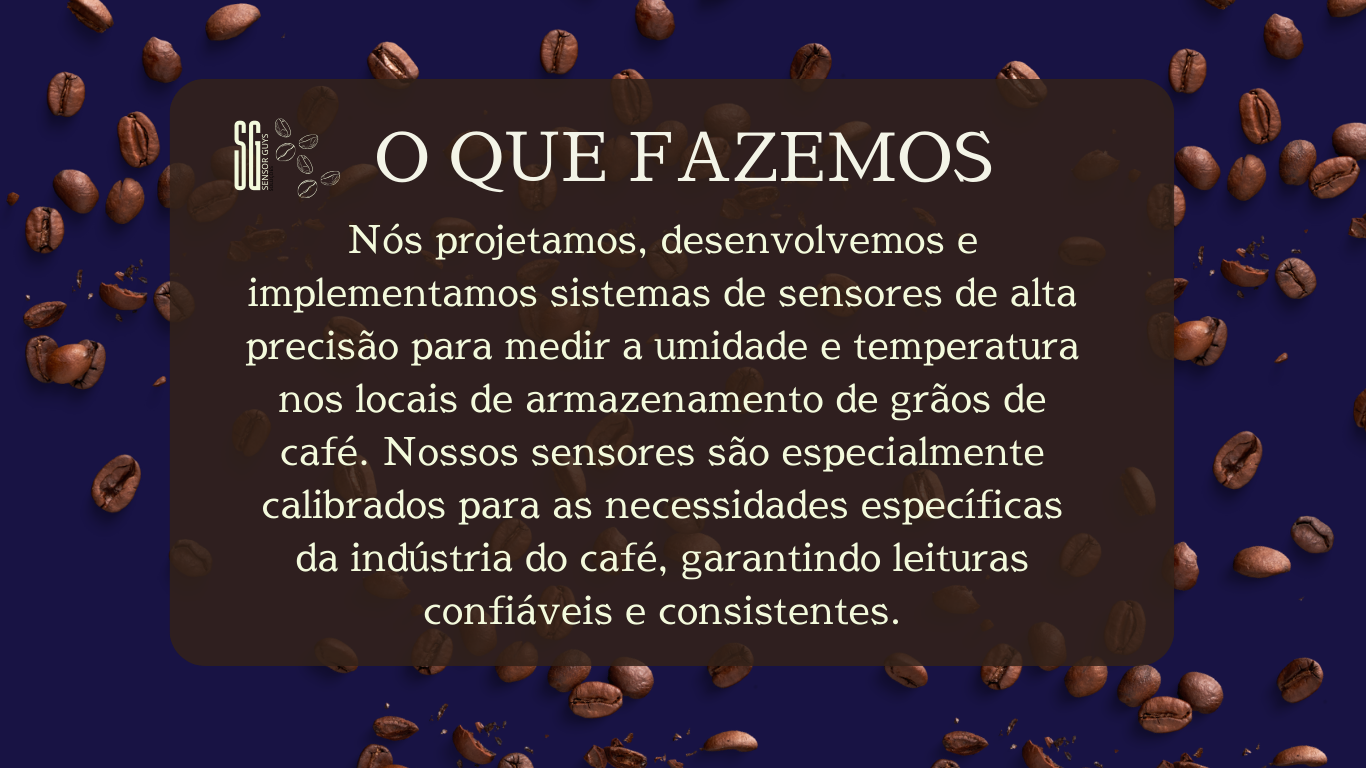 SG
SENSOR GUYS
O QUE FAZEMOS
Nós projetamos, desenvolvemos e
implementamos sistemas de sensores de alta
precisão para medir a umidade e temperatura
nos locais de armazenamento de grãos de
café. Nossos sensores são especialmente
calibrados para as necessidades específicas
da indústria do café, garantindo leituras
confiáveis e consistentes.